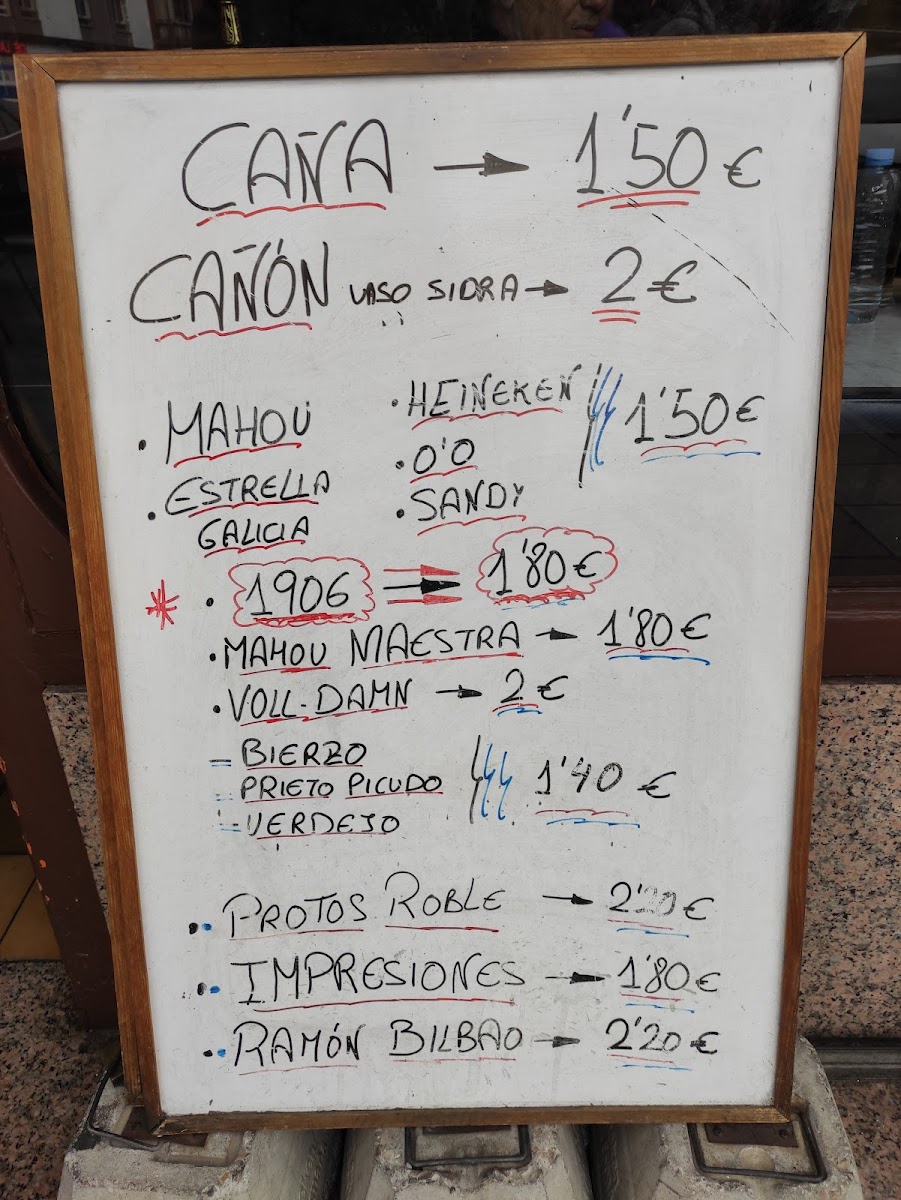 CAÑA → 1'50 €
CAÑÓN VASO SIDRA → 2 €
• MAHOU
• ESTRELLA
GALICIA
• HEINEKEN
• 0'0
• SANDY
1'50 €
* • 1906 → 1'80 €
• MAHOU MAESTRA → 1'80 €
• VOLL-DAMN → 2 €
= BIERZO
= PRIETO PICUDO
= VERDEJO
1'40 €
• PROTOS ROBLE → 2'20 €
• IMPRESIONES → 1'80 €
• RAMÓN BILBAO → 2'20 €